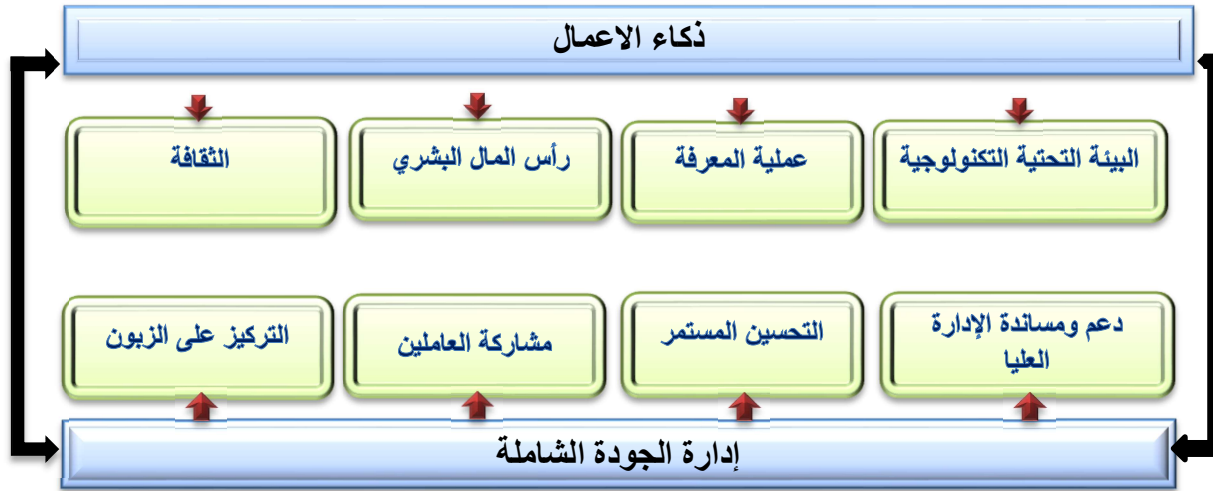 ذكاء الاعمال
البيئة التحتية التكنولوجية
عملية المعرفة
رأس المال البشري
الثقافة
دعم ومساندة الإدارة
العليا
التحسين المستمر
مشاركة العاملين
التركيز على الزبون
إدارة الجودة الشاملة